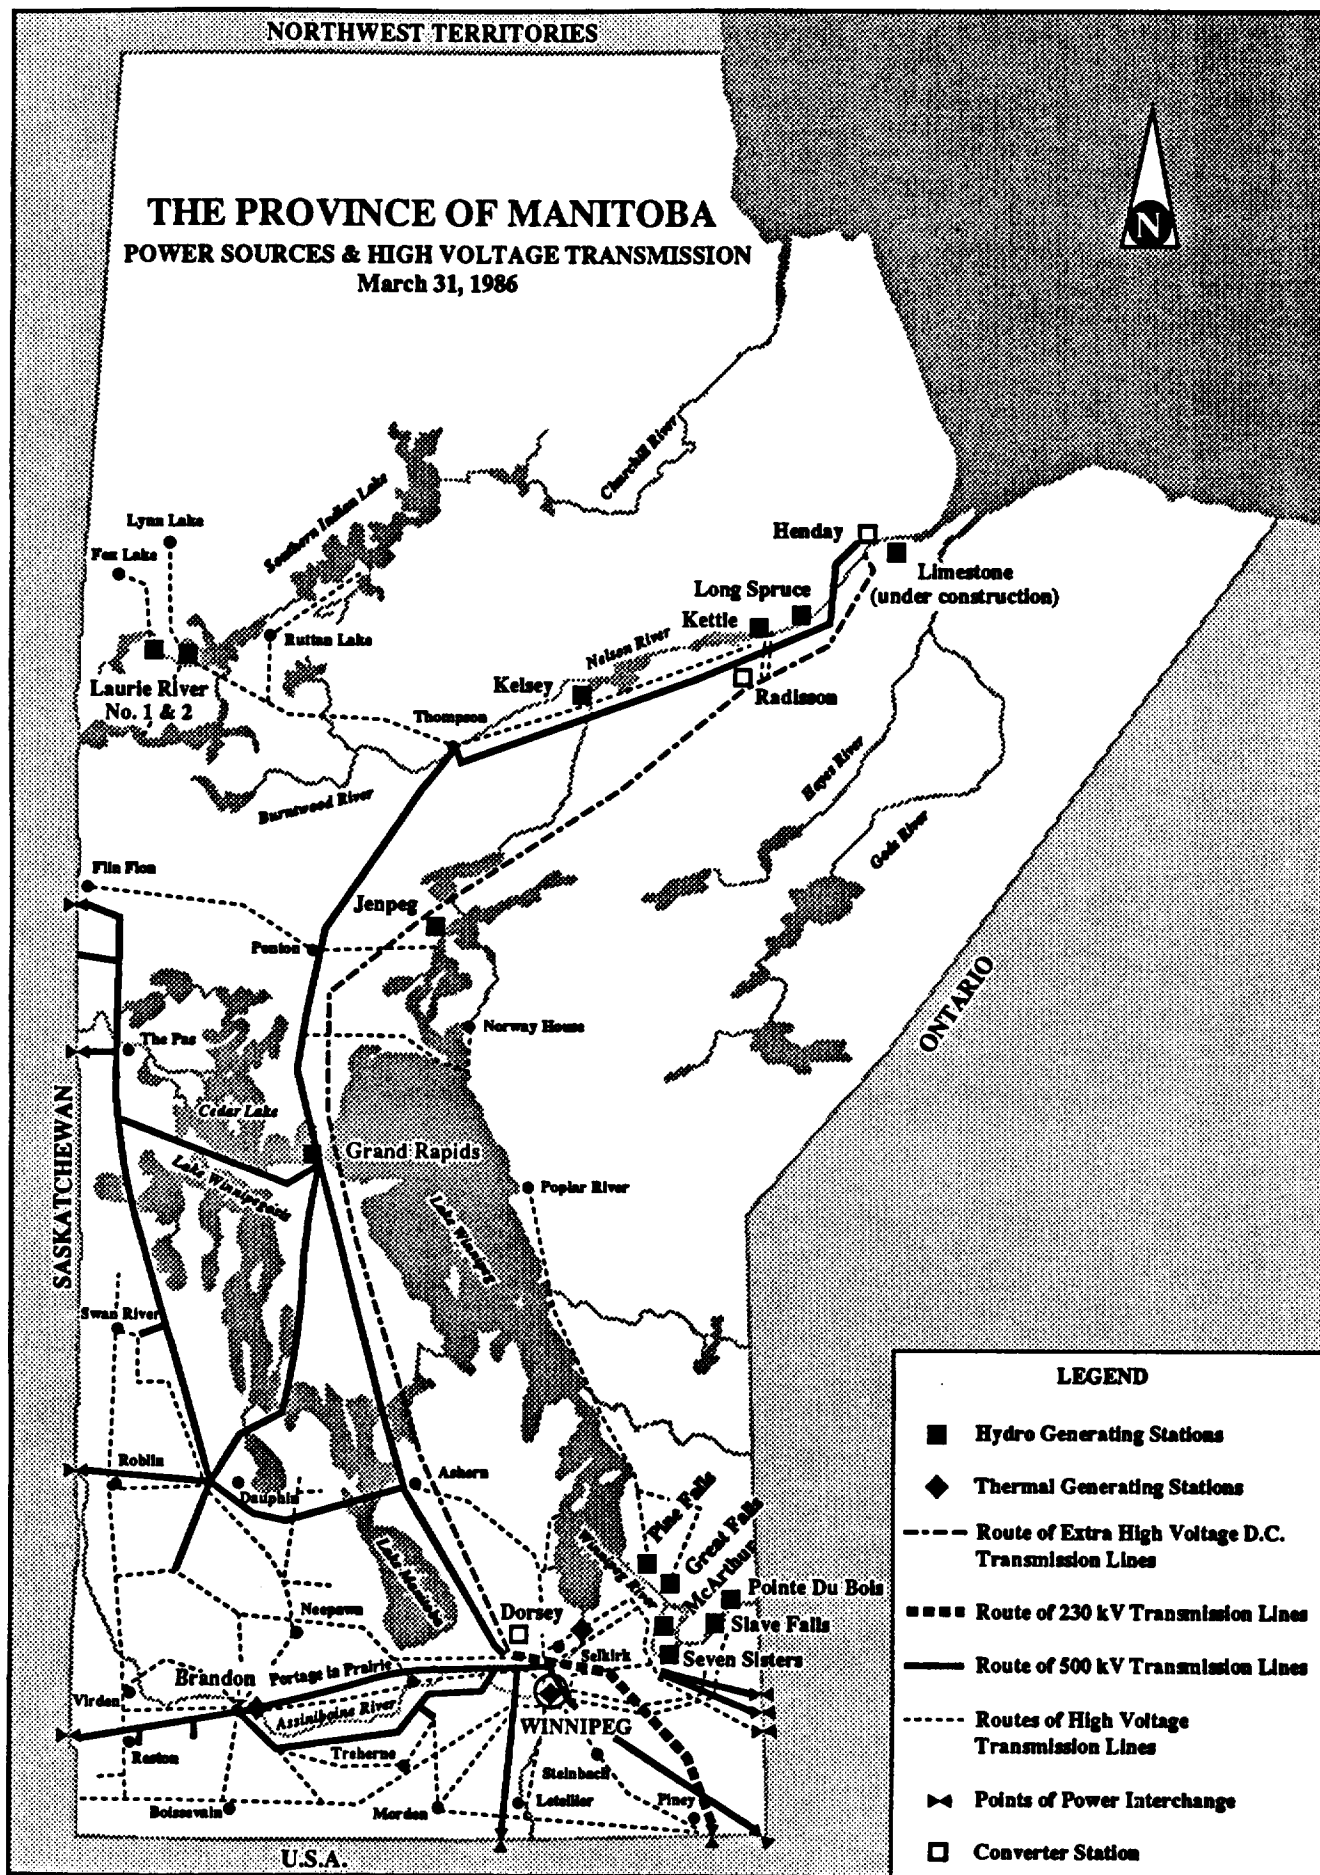 NORTHWEST TERRITORIES
THE PROVINCE OF MANITOBA
POWER SOURCES & HIGH VOLTAGE TRANSMISSION
March 31, 1986
N
Churchill River
Southern Indian Lake
Lynn Lake
Fox Lake
Henday
Limestone
(under construction)
Long Spruce
Kettle
Ruttan Lake
Nelson River
Laurie River
No. 1 & 2
Kelsey
Radisson
Thompson
Hayes River
Burntwood River
Gods River
Flin Flon
Jenpeg
Ponton
ONTARIO
Norway House
The Pas
SASKATCHEWAN
Cedar Lake
Grand Rapids
Lake Winnipegosis
Poplar River
Lake Winnipeg
Swan River
Roblin
Dauphin
Ashern
Pine Falls
Great Falls
McArthur
Winnipeg River
Pointe Du Bois
Lake Manitoba
Neepawa
Dorsey
Slave Falls
Selkirk
Seven Sisters
Brandon
Portage la Prairie
Virden
Assiniboine River
WINNIPEG
Reston
Treherne
Steinbach
Boissevain
Morden
Letellier
Piney
U.S.A.
LEGEND
Hydro Generating Stations
Thermal Generating Stations
Route of Extra High Voltage D.C.
Transmission Lines
Route of 230 kV Transmission Lines
Route of 500 kV Transmission Lines
Routes of High Voltage
Transmission Lines
Points of Power Interchange
Converter Station